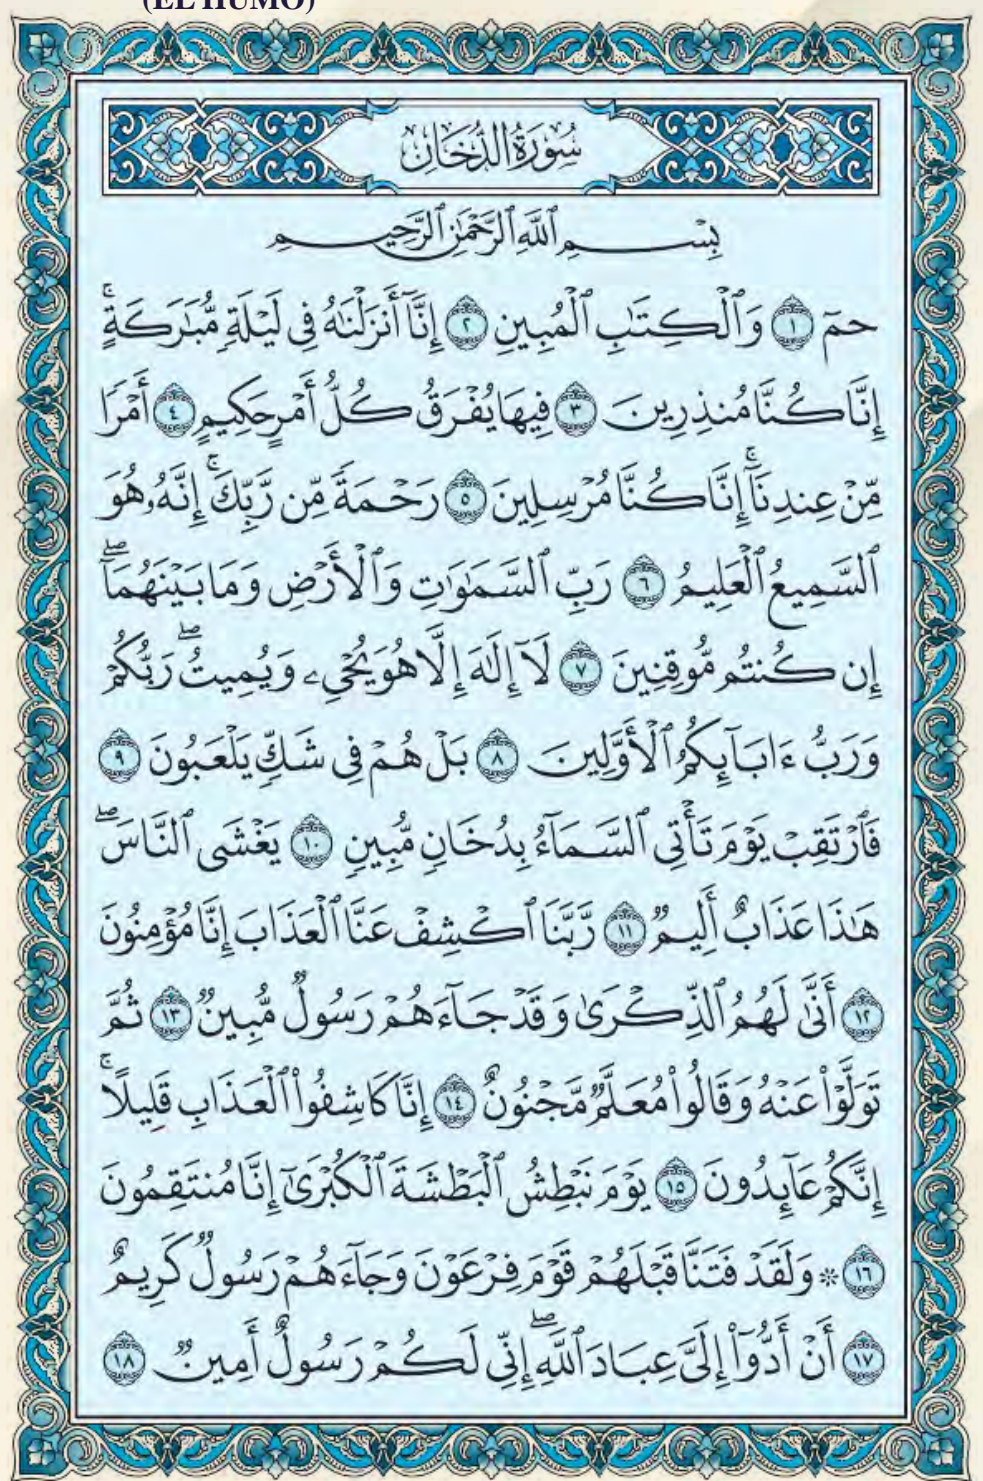 (EL HUMO)
سُورَةُ الدُّخَانِ
بِسْمِ ٱللَّهِ ٱلرَّحْمَٰنِ ٱلرَّحِيمِ
حمٓ ١ وَٱلْكِتَٰبِ ٱلْمُبِينِ ٢ إِنَّآ أَنزَلْنَٰهُ فِى لَيْلَةٍ مُّبَٰرَكَةٍ ۚ
إِنَّا كُنَّا مُنذِرِينَ ٣ فِيهَا يُفْرَقُ كُلُّ أَمْرٍ حَكِيمٍ ٤ أَمْرًا
مِّنْ عِندِنَآ ۚ إِنَّا كُنَّا مُرْسِلِينَ ٥ رَحْمَةً مِّن رَّبِّكَ ۚ إِنَّهُۥ هُوَ
ٱلسَّمِيعُ ٱلْعَلِيمُ ٦ رَبِّ ٱلسَّمَٰوَٰتِ وَٱلْأَرْضِ وَمَا بَيْنَهُمَآ ۖ
إِن كُنتُم مُّوقِنِينَ ٧ لَآ إِلَٰهَ إِلَّا هُوَ يُحْىِۦ وَيُمِيتُ ۖ رَبُّكُمْ
وَرَبُّ ءَابَآئِكُمُ ٱلْأَوَّلِينَ ٨ بَلْ هُمْ فِى شَكٍّ يَلْعَبُونَ ٩
فَٱرْتَقِبْ يَوْمَ تَأْتِى ٱلسَّمَآءُ بِدُخَانٍ مُّبِينٍ ١٠ يَغْشَى ٱلنَّاسَ ۖ
هَٰذَا عَذَابٌ أَلِيمٌ ١١ رَّبَّنَا ٱكْشِفْ عَنَّا ٱلْعَذَابَ إِنَّا مُؤْمِنُونَ
١٢ أَنَّىٰ لَهُمُ ٱلذِّكْرَىٰ وَقَدْ جَآءَهُمْ رَسُولٌ مُّبِينٌ ١٣ ثُمَّ
تَوَلَّوْا۟ عَنْهُ وَقَالُوا۟ مُعَلَّمٌ مَّجْنُونٌ ١٤ إِنَّا كَاشِفُوا۟ ٱلْعَذَابِ قَلِيلًا ۚ
إِنَّكُمْ عَآئِدُونَ ١٥ يَوْمَ نَبْطِشُ ٱلْبَطْشَةَ ٱلْكُبْرَىٰٓ إِنَّا مُنتَقِمُونَ
١٦ ۞ وَلَقَدْ فَتَنَّا قَبْلَهُمْ قَوْمَ فِرْعَوْنَ وَجَآءَهُمْ رَسُولٌ كَرِيمٌ
١٧ أَنْ أَدُّوٓا۟ إِلَىَّ عِبَادَ ٱللَّهِ ۖ إِنِّى لَكُمْ رَسُولٌ أَمِينٌ ١٨